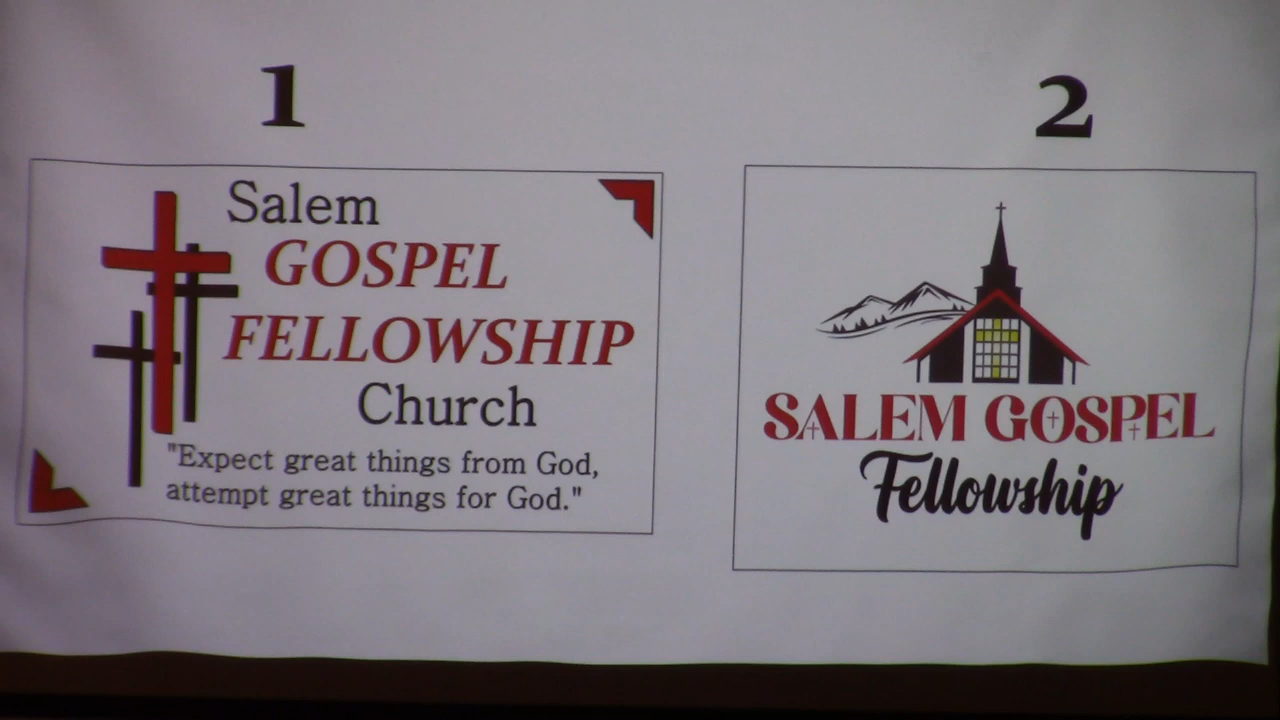 1
Salem
GOSPEL
FELLOWSHIP
Church
"Expect great things from God,
attempt great things for God."
2
SALEM GOSPEL
Fellowship